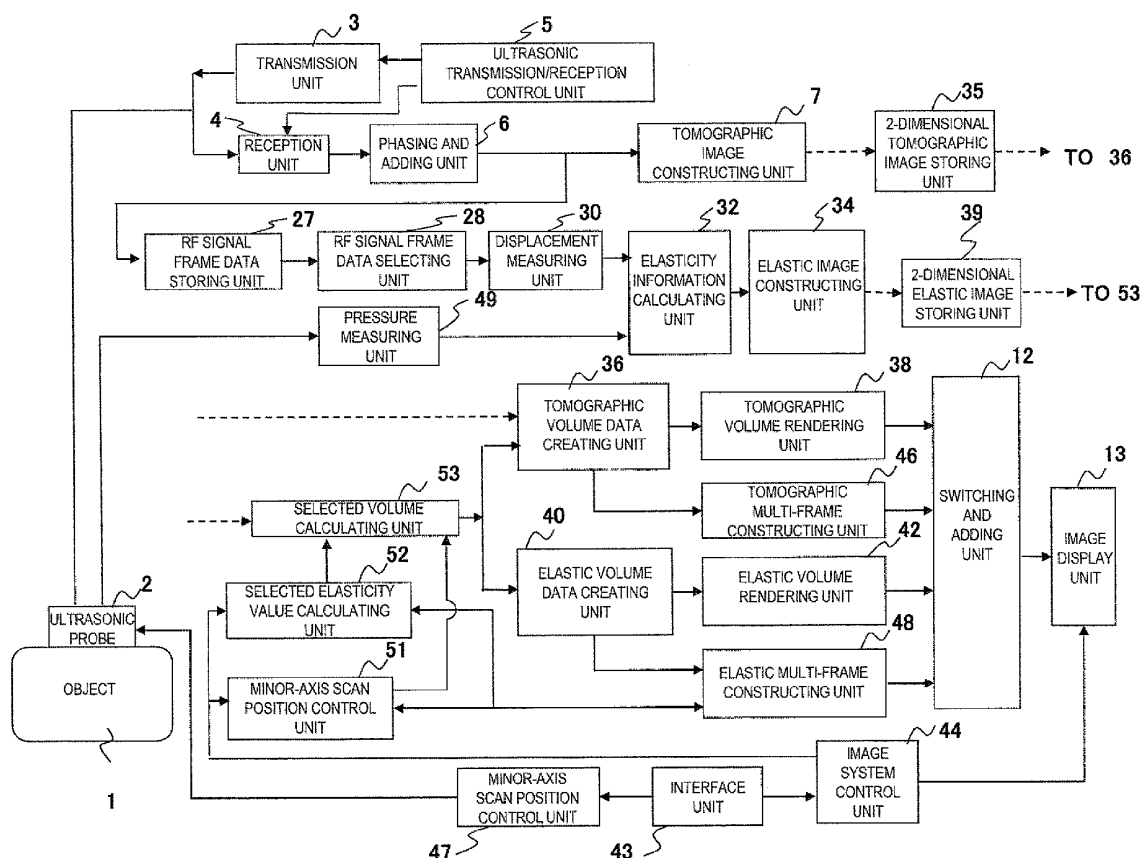 3
TRANSMISSION
UNIT
5
ULTRASONIC
TRANSMISSION/RECEPTION
CONTROL UNIT
4
RECEPTION
UNIT
6
PHASING AND
ADDING UNIT
7
TOMOGRAPHIC
IMAGE
CONSTRUCTING UNIT
35
2-DIMENSIONAL
TOMOGRAPHIC
IMAGE STORING
UNIT
TO 36
27
RF SIGNAL
FRAME DATA
STORING UNIT
28
RF SIGNAL FRAME
DATA SELECTING
UNIT
30
DISPLACEMENT
MEASURING
UNIT
32
ELASTICITY
INFORMATION
CALCULATING
UNIT
34
ELASTIC IMAGE
CONSTRUCTING
UNIT
39
2-DIMENSIONAL
ELASTIC IMAGE
STORING UNIT
TO 53
49
PRESSURE
MEASURING
UNIT
36
TOMOGRAPHIC
VOLUME DATA
CREATING UNIT
38
TOMOGRAPHIC
VOLUME RENDERING
UNIT
12
SWITCHING
AND
ADDING
UNIT
13
IMAGE
DISPLAY
UNIT
46
TOMOGRAPHIC
MULTI-FRAME
CONSTRUCTING UNIT
53
SELECTED VOLUME
CALCULATING UNIT
40
ELASTIC VOLUME
DATA CREATING
UNIT
42
ELASTIC VOLUME
RENDERING UNIT
52
SELECTED ELASTICITY
VALUE CALCULATING
UNIT
2
ULTRASONIC
PROBE
OBJECT
1
51
MINOR-AXIS SCAN
POSITION CONTROL
UNIT
48
ELASTIC MULTI-FRAME
CONSTRUCTING UNIT
44
IMAGE
SYSTEM
CONTROL
UNIT
MINOR-AXIS
SCAN POSITION
CONTROL UNIT
47
INTERFACE
UNIT
43